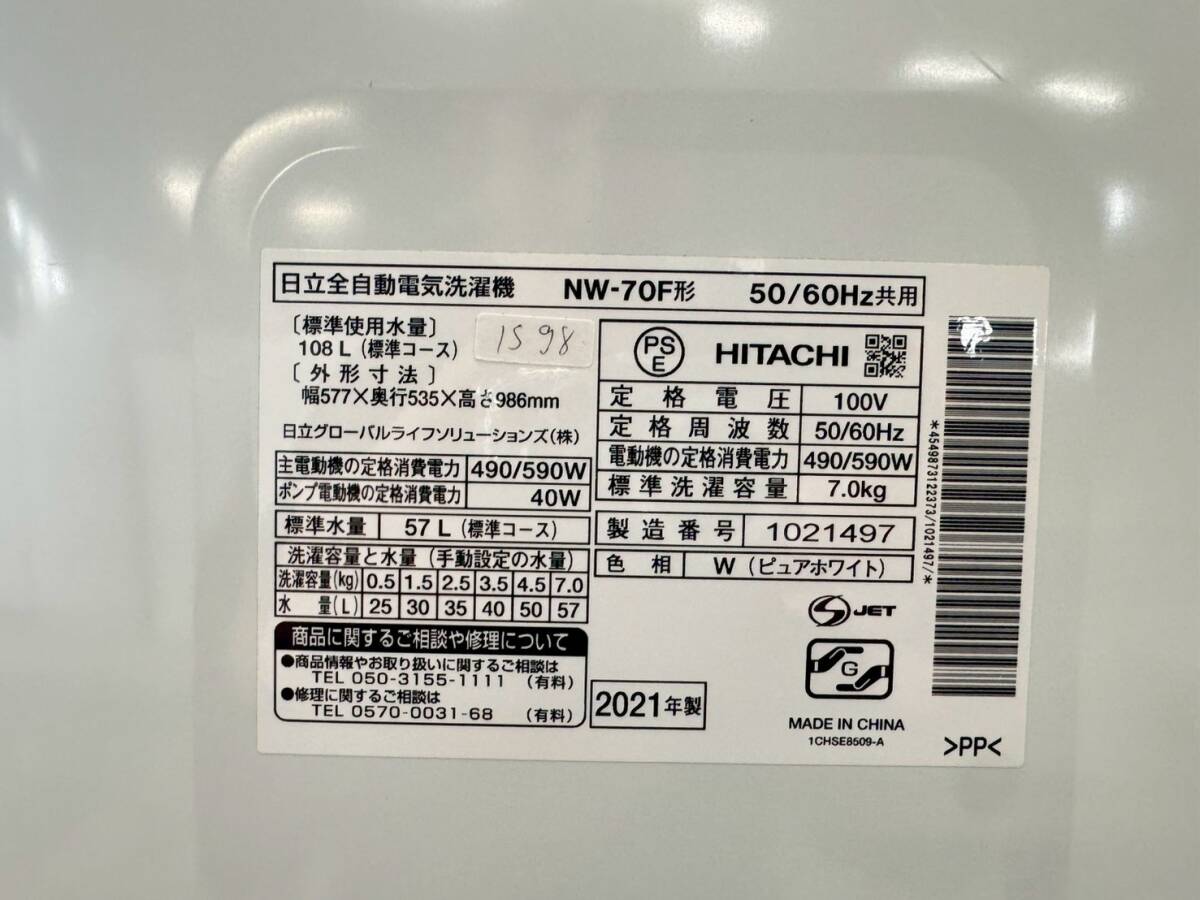 日立全自動電気洗濯機 NW-70F形 50/60Hz共用
〔標準使用水量〕
108 L (標準コース)
〔外形寸法〕
幅577×奥行535×高さ986mm
日立グローバルライフソリューションズ(株)
主電動機の定格消費電力 490/590W
ポンプ電動機の定格消費電力 40W
標準水量 57 L (標準コース)
洗濯容量と水量 (手動設定の水量)
洗濯容量(kg) 0.5 1.5 2.5 3.5 4.5 7.0
水量(L) 25 30 35 40 50 57
商品に関するご相談や修理について
●商品情報やお取り扱いに関するご相談は
TEL 050-3155-1111 (有料)
●修理に関するご相談は
TEL 0570-0031-68 (有料)
1598
PSE HITACHI
定格電圧 100V
定格周波数 50/60Hz
電動機の定格消費電力 490/590W
標準洗濯容量 7.0kg
製造番号 1021497
色相 W (ピュアホワイト)
S JET
G
2021年製
MADE IN CHINA
1CHSE8509-A
>PP<
*4549873122373/1021497/*